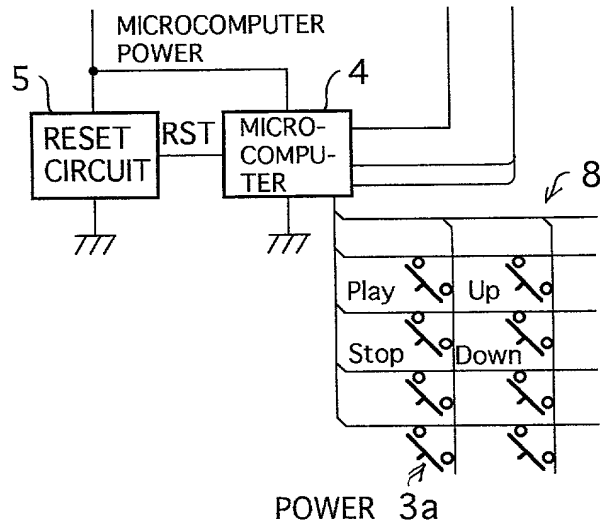 MICROCOMPUTER
POWER
5
4
RESET
CIRCUIT
RST
MICRO-
COMPU-
TER
8
Play
Up
Stop
Down
POWER 3a